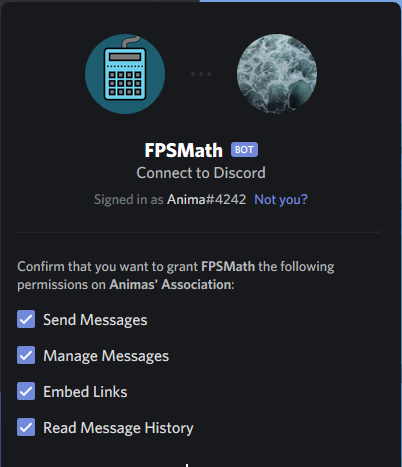 FPSMath BOT
Connect to Discord
Signed in as Anima#4242 Not you?
Confirm that you want to grant FPSMath the following
permissions on Animas' Association:
Send Messages
Manage Messages
Embed Links
Read Message History